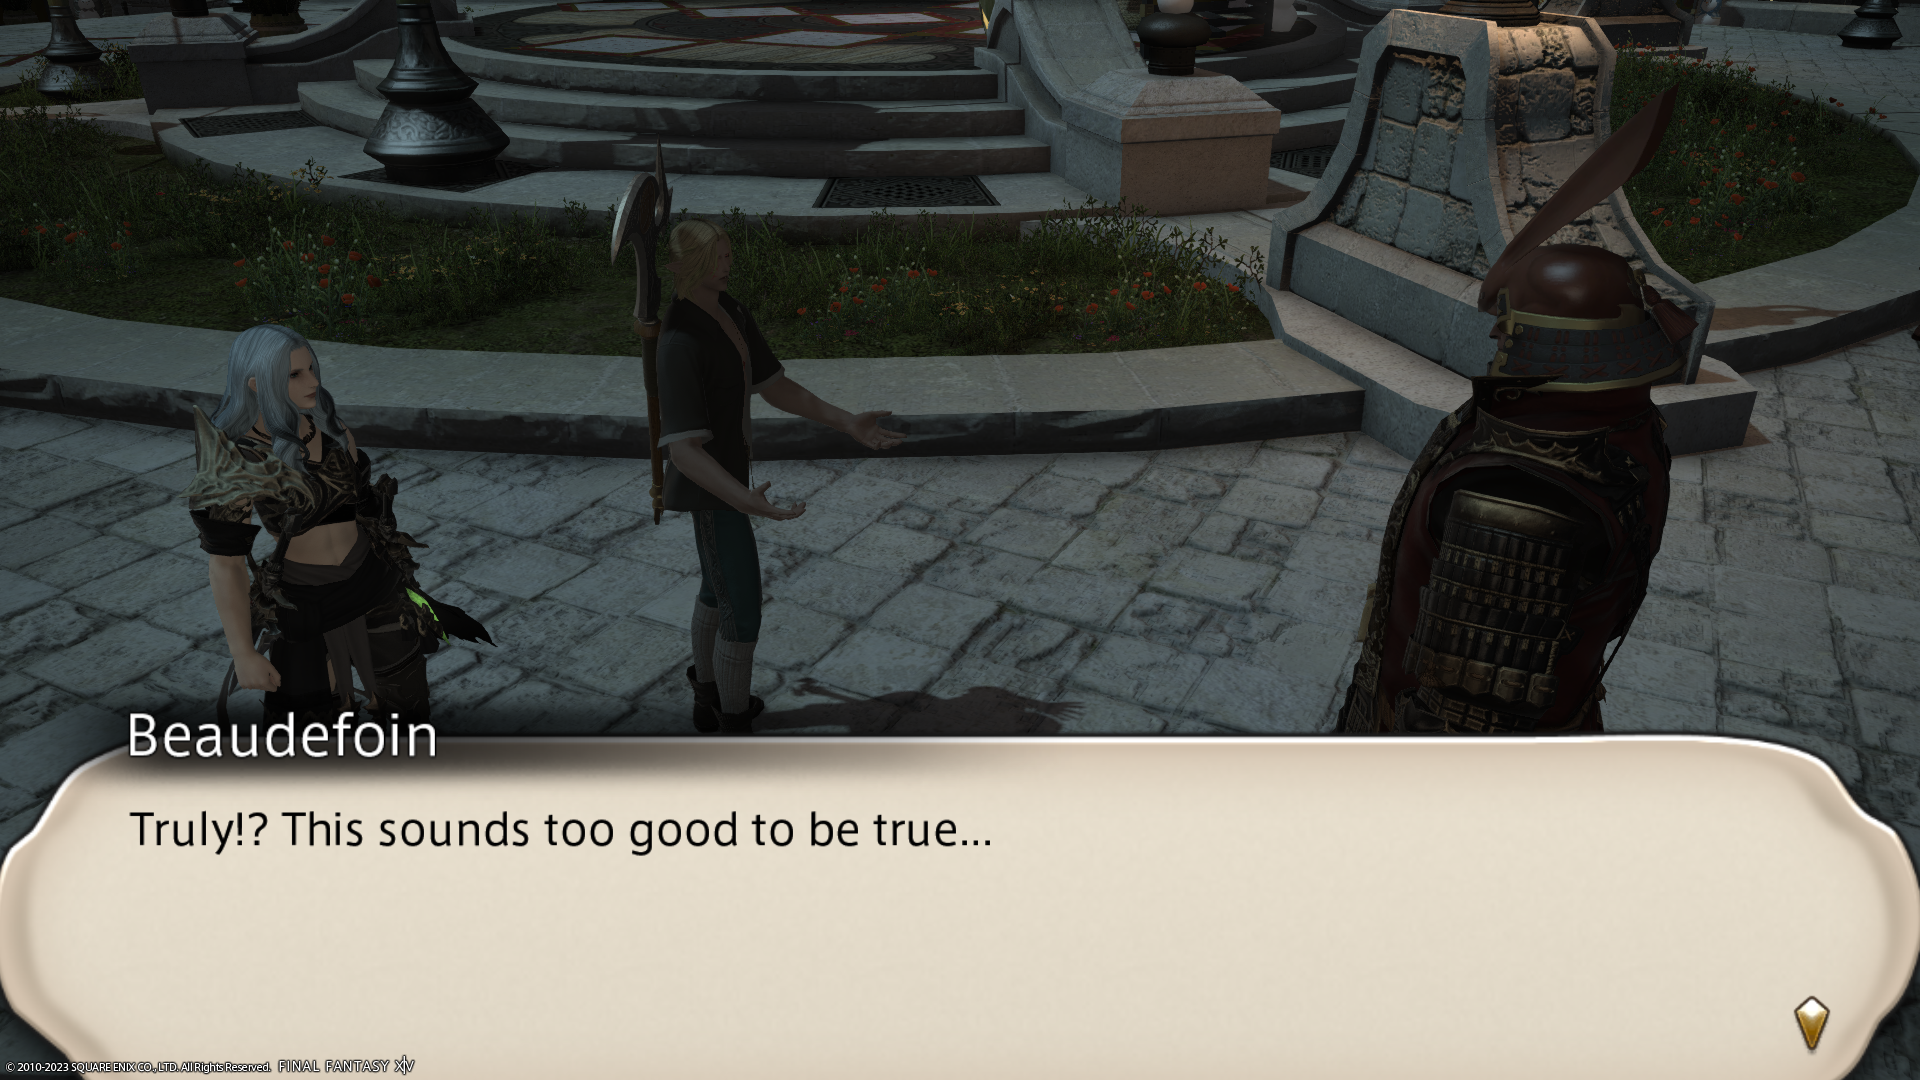 Beaudefoin
Truly!? This sounds too good to be true...
© 2010-2023 SQUARE ENIX CO., LTD. All Rights Reserved. FINAL FANTASY XIV